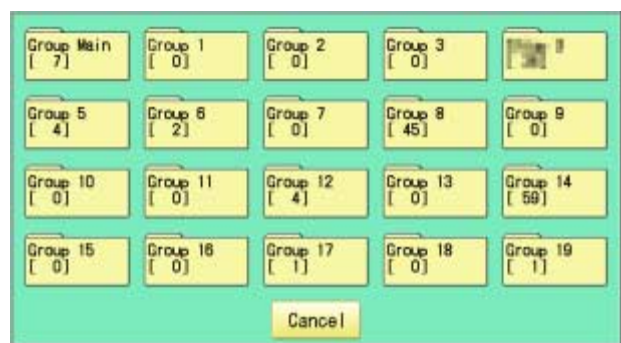 Group Main
[ 7]
Group 1
[ 0]
Group 2
[ 0]
Group 3
[ 0]
Group 5
[ 4]
Group 6
[ 2]
Group 7
[ 0]
Group 8
[ 45]
Group 9
[ 0]
Group 10
[ 0]
Group 11
[ 0]
Group 12
[ 4]
Group 13
[ 0]
Group 14
[ 59]
Group 15
[ 0]
Group 16
[ 0]
Group 17
[ 1]
Group 18
[ 0]
Group 19
[ 1]
Cancel